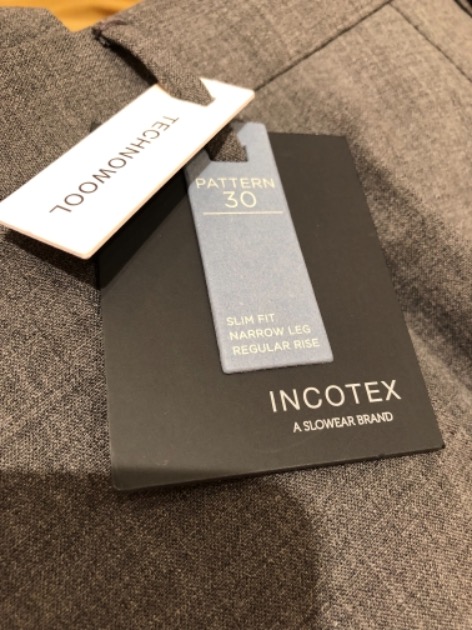 TECHNOWOOL
PATTERN
30
SLIM FIT.
NARROW LEG
REGULAR RISE
INCOTEX
A SLOWEAR BRAND